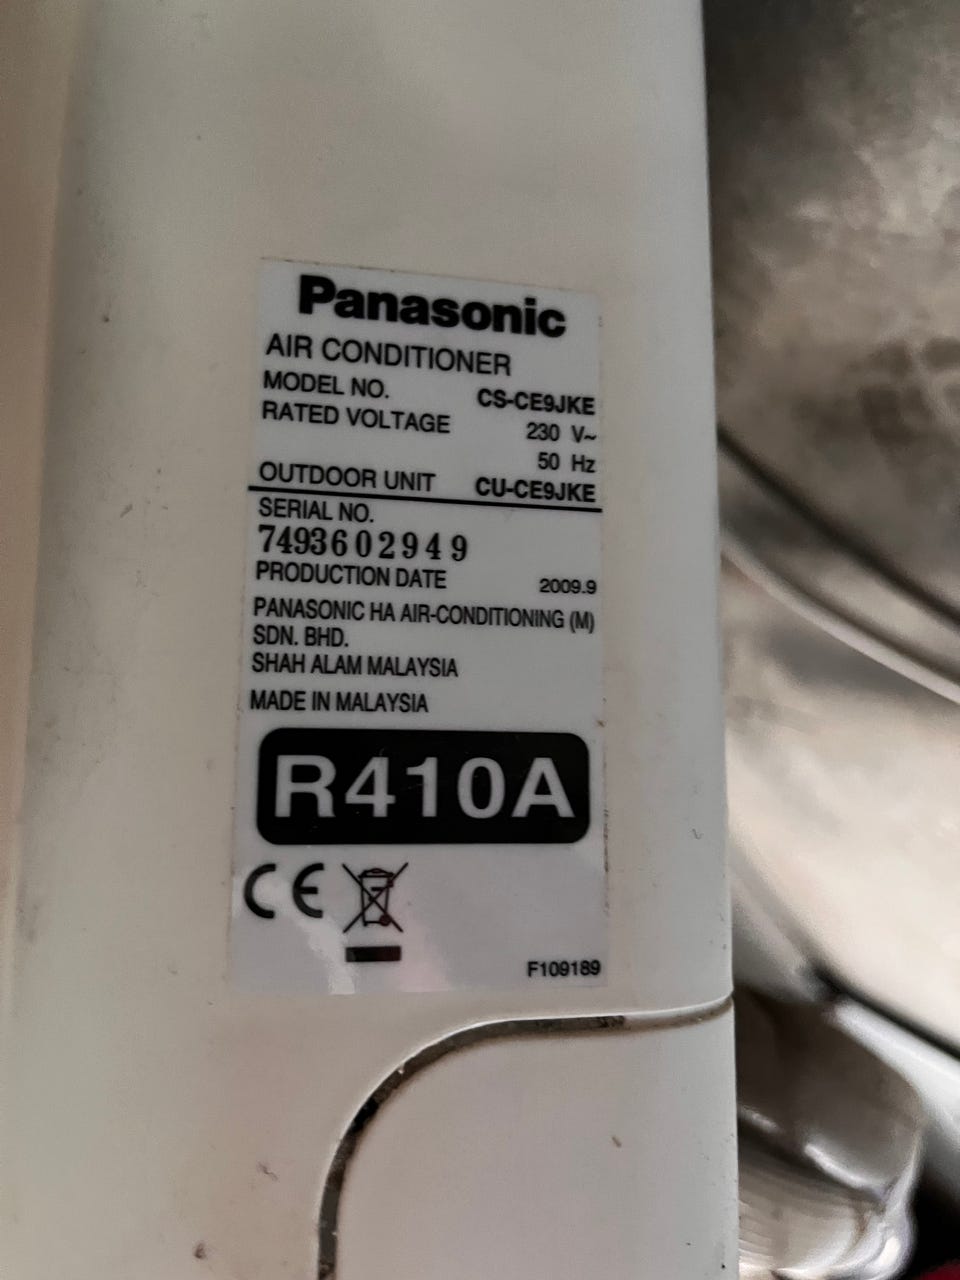 Panasonic
AIR CONDITIONER
MODEL NO. CS-CE9JKE
RATED VOLTAGE 230 V~
50 Hz
OUTDOOR UNIT CU-CE9JKE
SERIAL NO.
7493602949
PRODUCTION DATE 2009.9
PANASONIC HA AIR-CONDITIONING (M)
SDN. BHD.
SHAH ALAM MALAYSIA
MADE IN MALAYSIA
R410A
CE
F109189